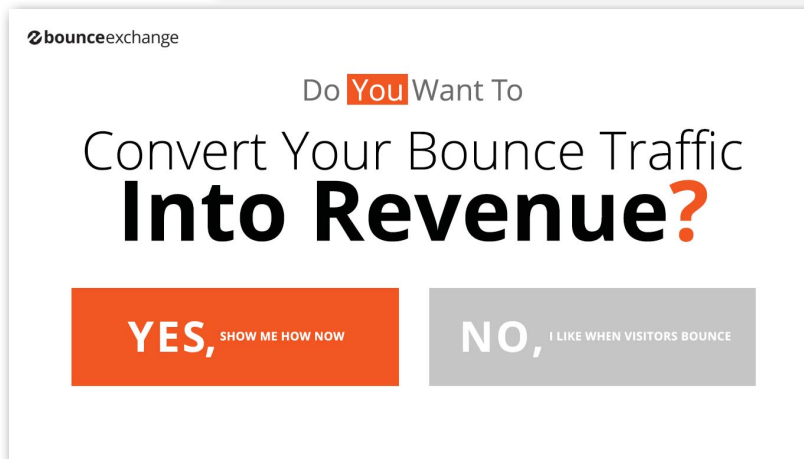 bounceexchange
Do You Want To
Convert Your Bounce Traffic
Into Revenue?
YES, SHOW ME HOW NOW
NO, I LIKE WHEN VISITORS BOUNCE